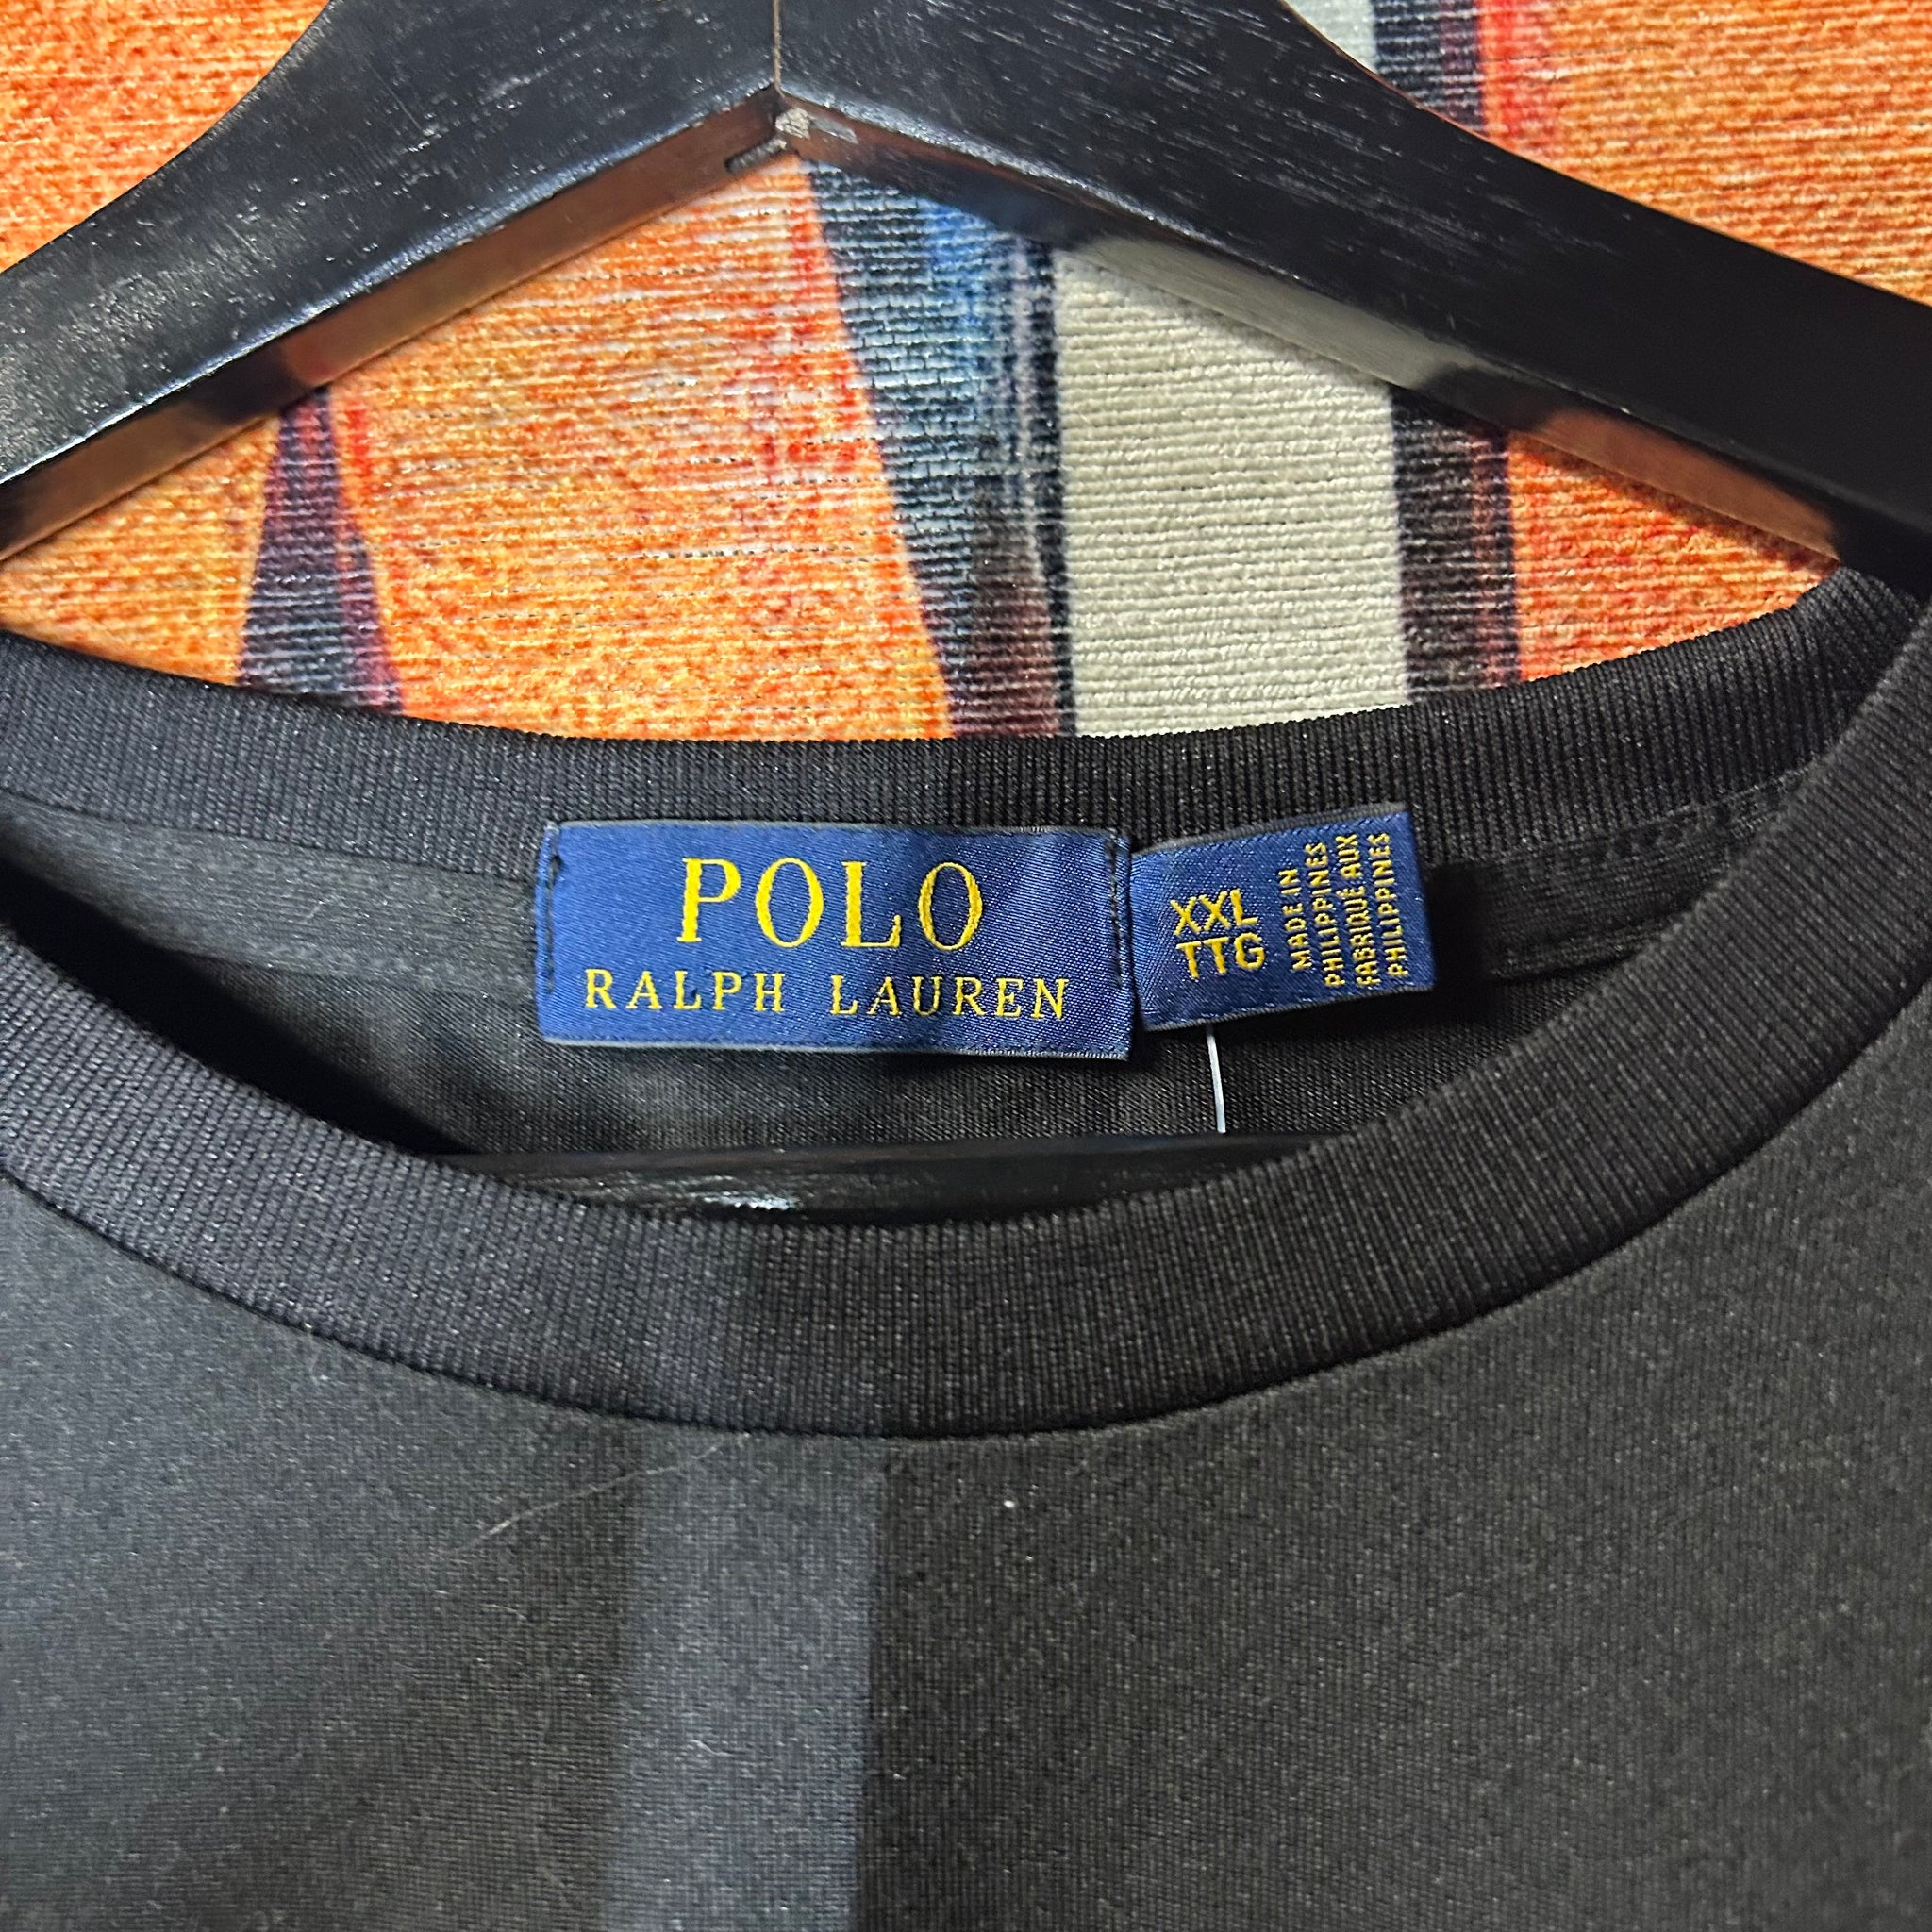 POLO
RALPH LAUREN
XXL
TTG
MADE IN
PHILIPPINES
FABRIQUÉ AUX
PHILIPPINES